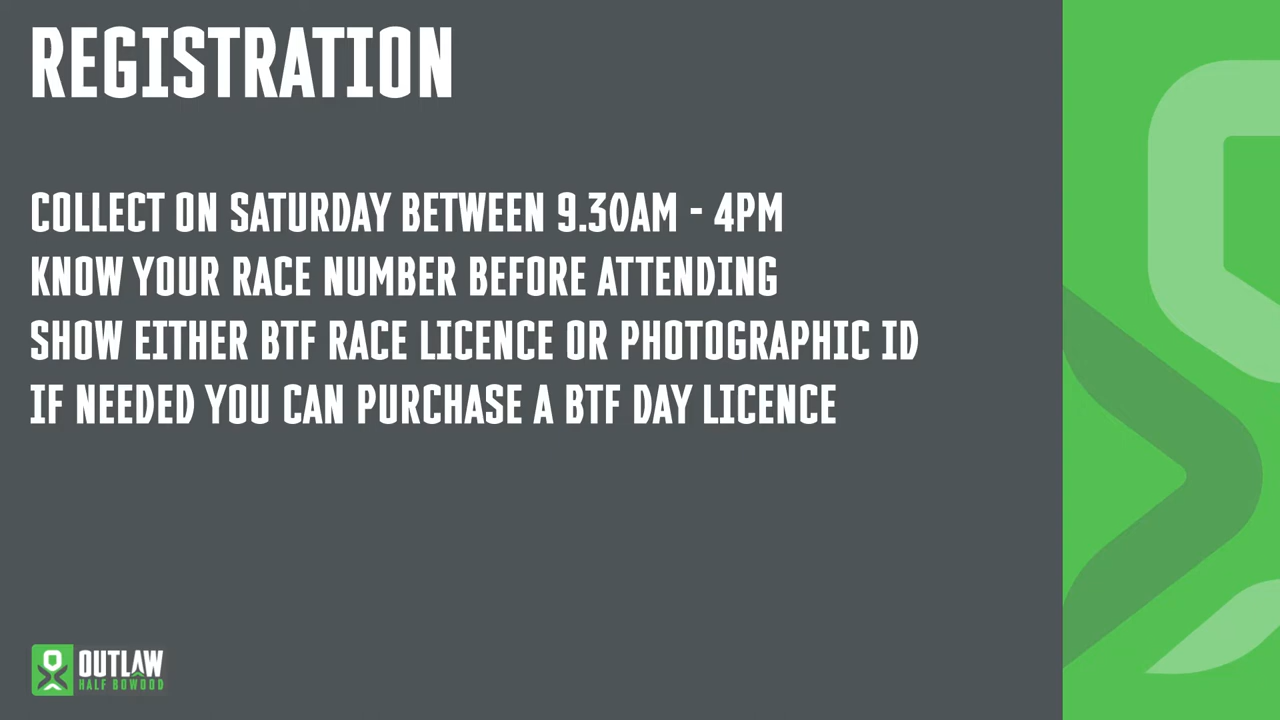 REGISTRATION
COLLECT ON SATURDAY BETWEEN 9.30AM - 4PM
KNOW YOUR RACE NUMBER BEFORE ATTENDING
SHOW EITHER BTF RACE LICENCE OR PHOTOGRAPHIC ID
IF NEEDED YOU CAN PURCHASE A BTF DAY LICENCE
OUTLAW
HALF BOWOOD